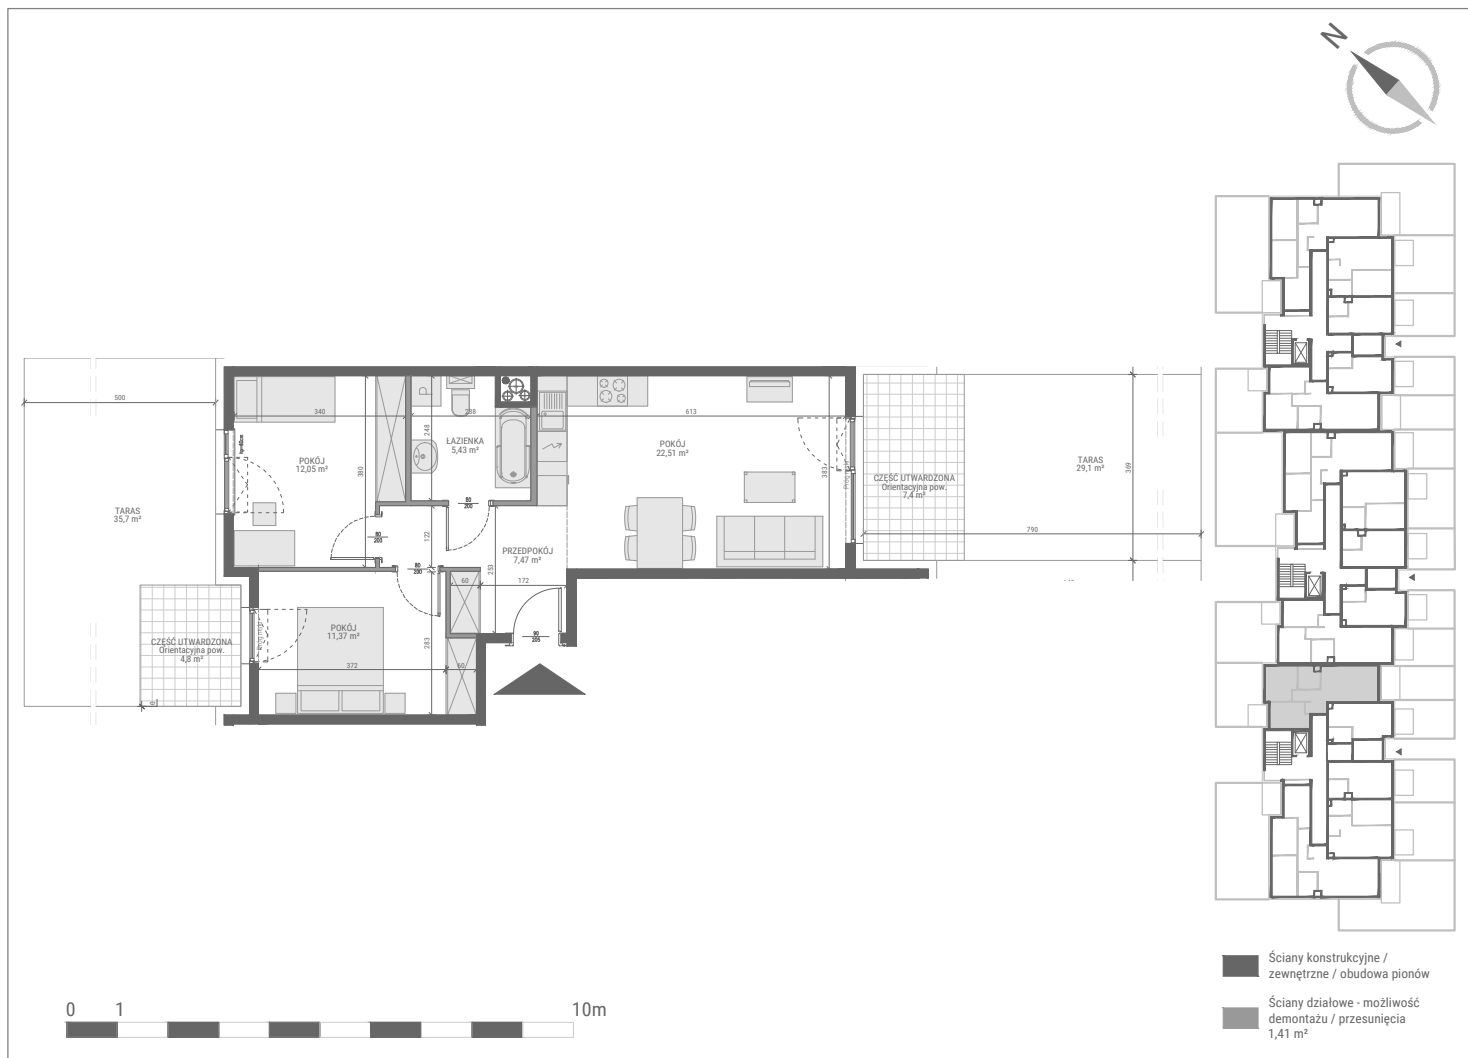 N
500
340
288
613
POKÓJ
12,05 m²
ŁAZIENKA
5,43 m²
POKÓJ
22,51 m²
TARAS
29,1 m²
TARAS
35,7 m²
CZĘŚĆ UTWARDZONA
Orientacyjna pow.
7,4 m²
P
248
380
383
369
790
80
200
80
200
80
200
122
253
PRZEDPOKÓJ
7,47 m²
60
172
90
205
POKÓJ
11,37 m²
283
372
60
CZĘŚĆ UTWARDZONA
Orientacyjna pow.
4,8 m²
0
1
10m
Ściany konstrukcyjne /
zewnętrzne / obudowa pionów
Ściany działowe - możliwość
demontażu / przesunięcia
1,41 m²